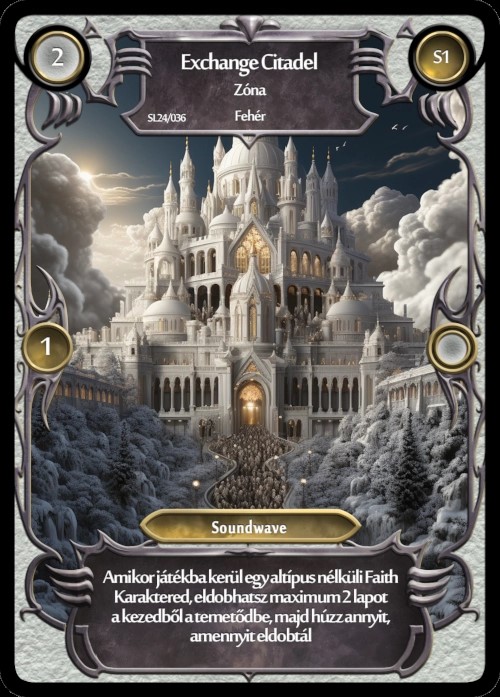 2
S1
Exchange Citadel
Zóna
SL24/036
Fehér
1
Soundwave
Amikor játékba kerül egy altípus nélküli Faith
Karaktered, eldobhatsz maximum 2 lapot
a kezedből a temetődbe, majd húzz annyit,
amennyit eldobtál